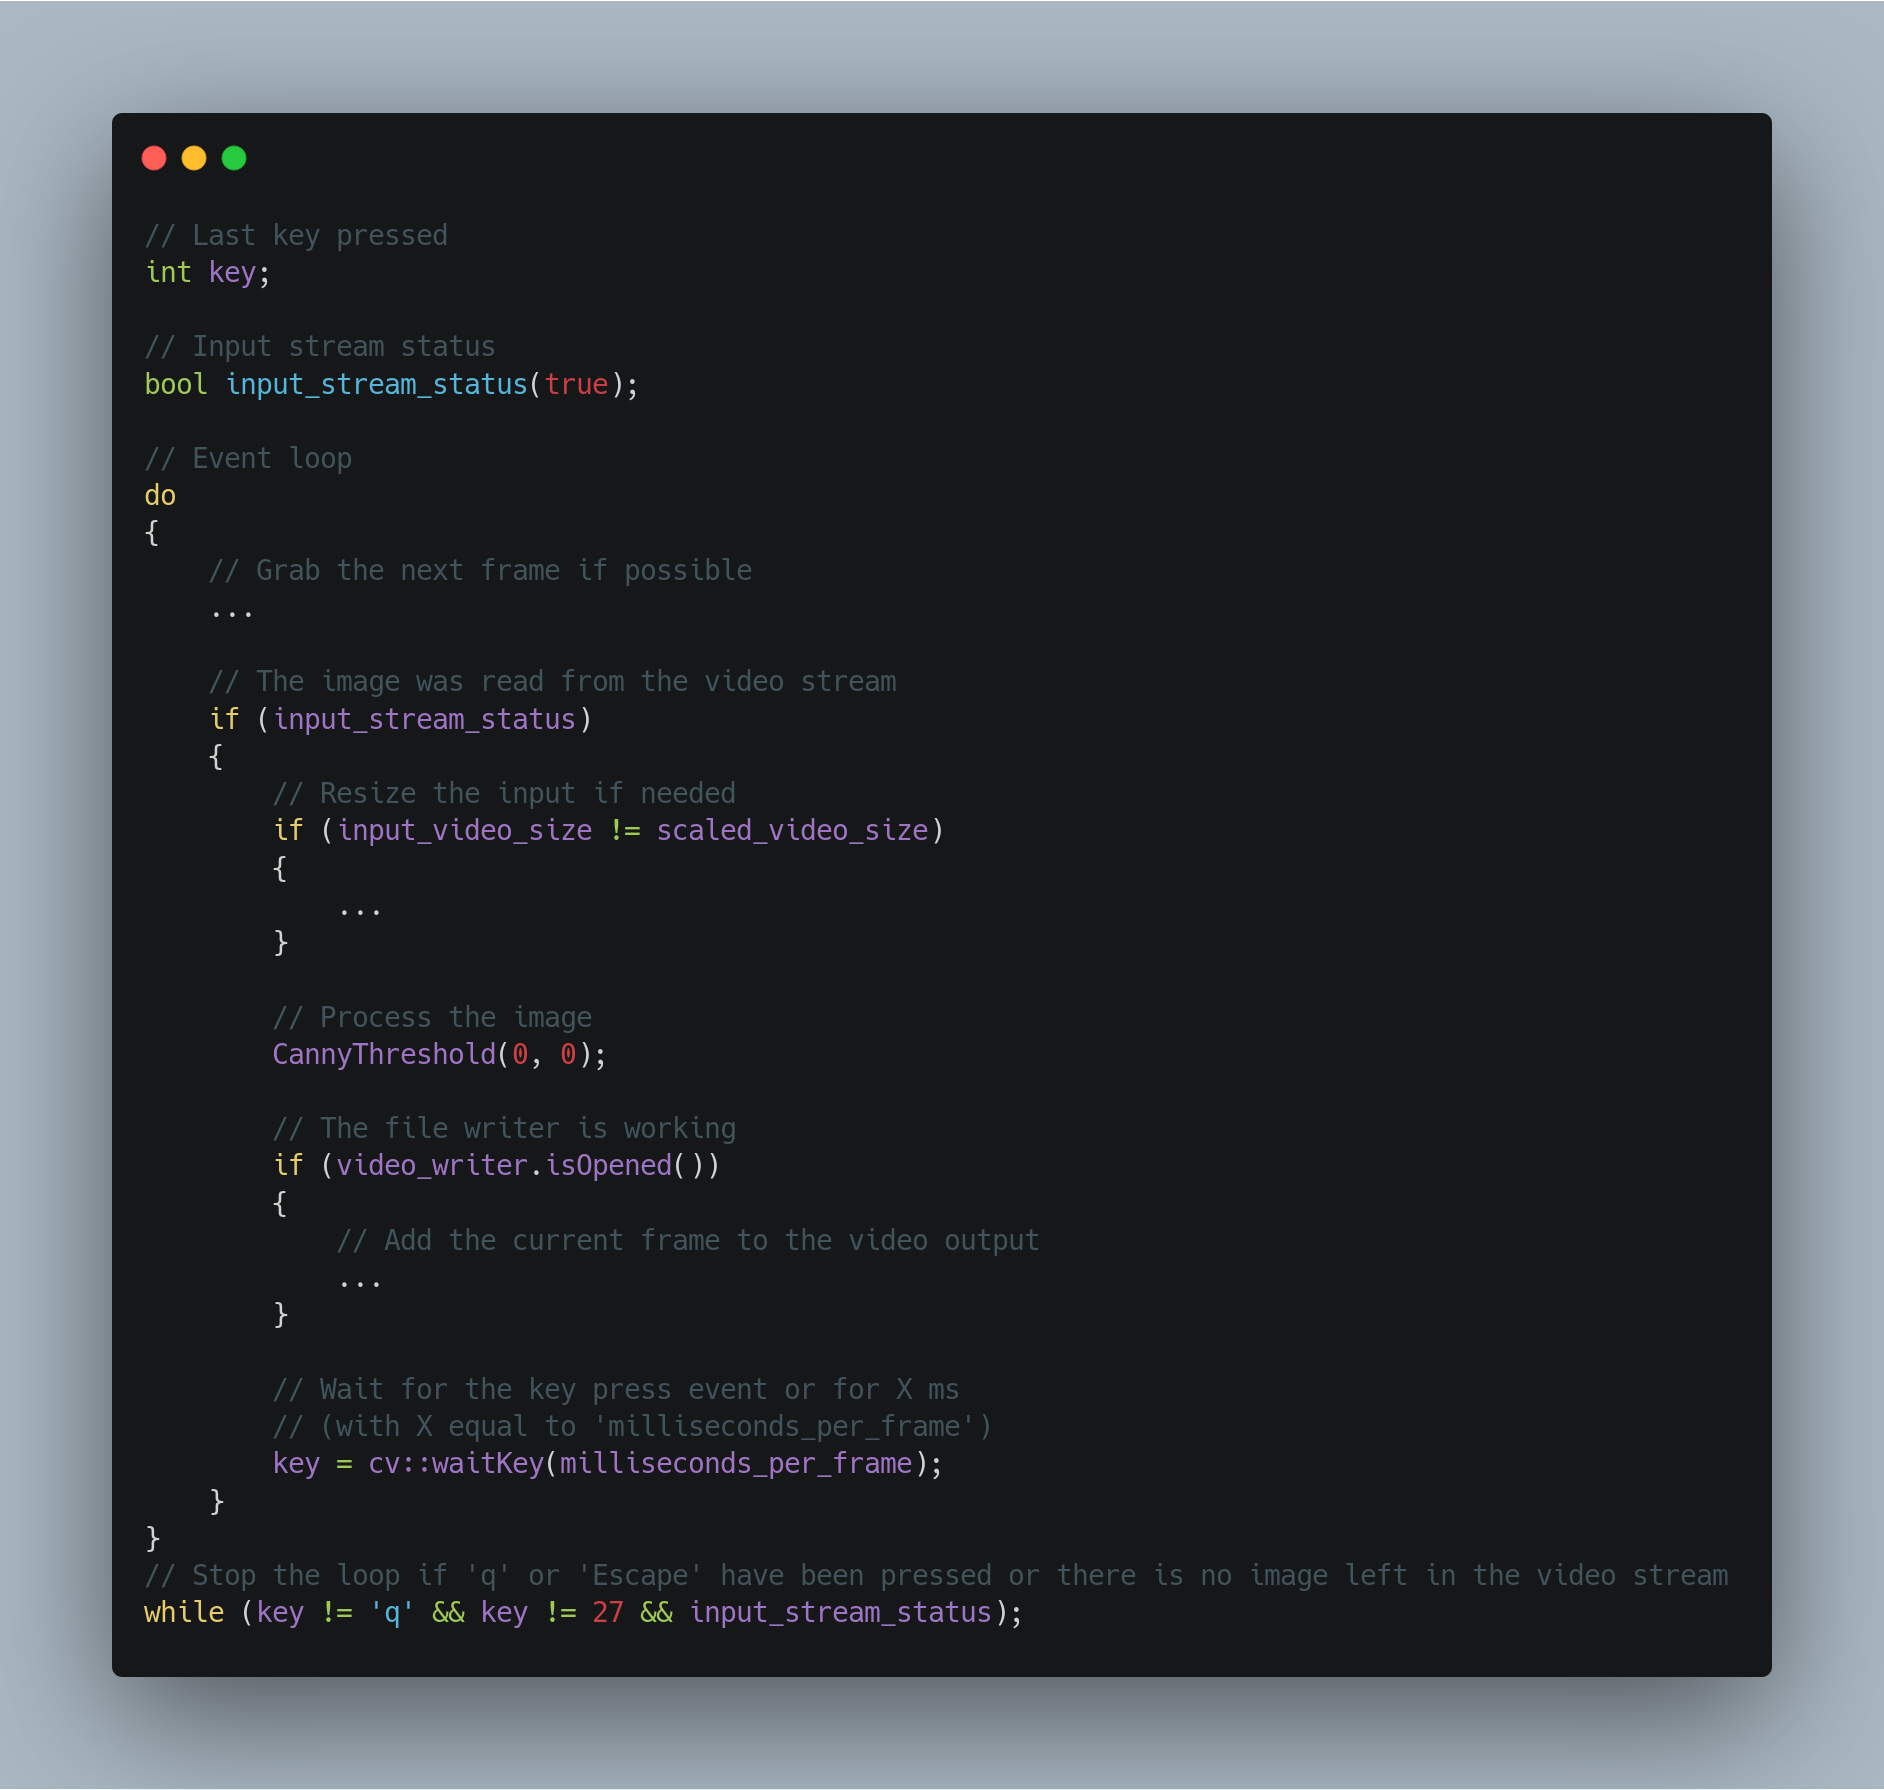 // Last key pressed
int key;

// Input stream status
bool input_stream_status(true);

// Event loop
do
{
    // Grab the next frame if possible
    ...

    // The image was read from the video stream
    if (input_stream_status)
    {
        // Resize the input if needed
        if (input_video_size != scaled_video_size)
        {
            ...
        }

        // Process the image
        CannyThreshold(0, 0);

        // The file writer is working
        if (video_writer.isOpened())
        {
            // Add the current frame to the video output
            ...
        }

        // Wait for the key press event or for X ms
        // (with X equal to 'milliseconds_per_frame')
        key = cv::waitKey(milliseconds_per_frame);
    }
}
// Stop the loop if 'q' or 'Escape' have been pressed or there is no image left in the video stream
while (key != 'q' && key != 27 && input_stream_status);